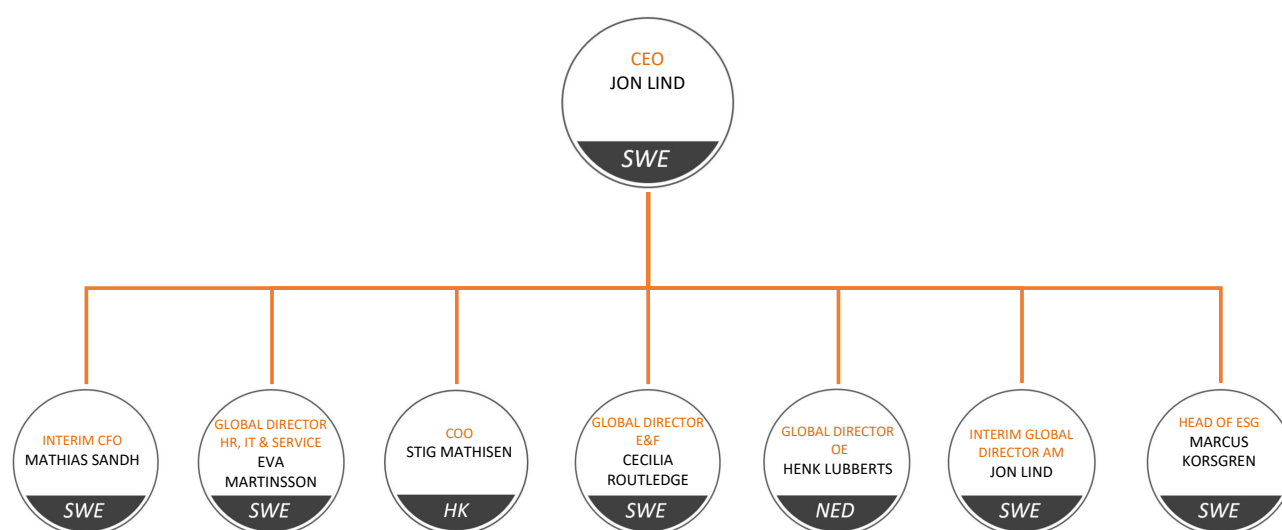 CEO
JON LIND
SWE
INTERIM CFO
MATHIAS SANDH
SWE
GLOBAL DIRECTOR
HR, IT & SERVICE
EVA
MARTINSSON
SWE
COO
STIG MATHISEN
HK
GLOBAL DIRECTOR
E&F
CECILIA
ROUTLEDGE
SWE
GLOBAL DIRECTOR
OE
HENK LUBBERTS
NED
INTERIM GLOBAL
DIRECTOR AM
JON LIND
SWE
HEAD OF ESG
MARCUS
KORSGREN
SWE